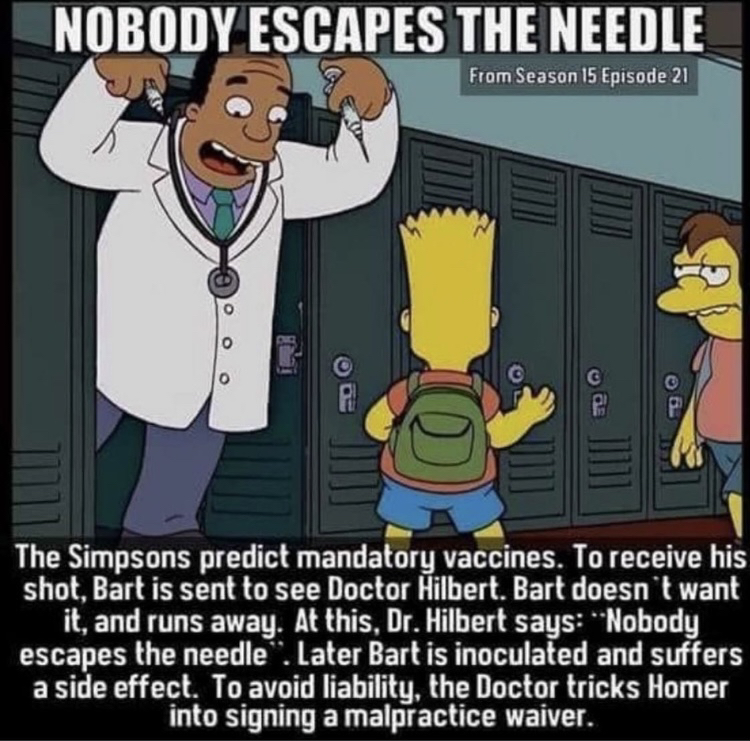 NOBODY ESCAPES THE NEEDLE
From Season 15 Episode 21
The Simpsons predict mandatory vaccines. To receive his
shot, Bart is sent to see Doctor Hilbert. Bart doesn`t want
it, and runs away. At this, Dr. Hilbert says: ``Nobody
escapes the needle``. Later Bart is inoculated and suffers
a side effect. To avoid liability, the Doctor tricks Homer
into signing a malpractice waiver.